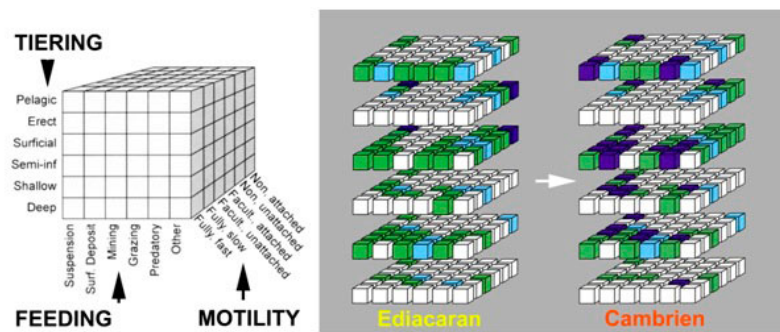 TIERING
Pelagic
Erect
Surficial
Semi-inf
Shallow
Deep
Suspension
Surf. Deposit
Mining
Grazing
Predatory
Other
Non, attached
Non, unattached
Facult., attached
Facult., unattached
Fully, slow
Fully, fast
FEEDING
MOTILITY
Ediacaran
Cambrien